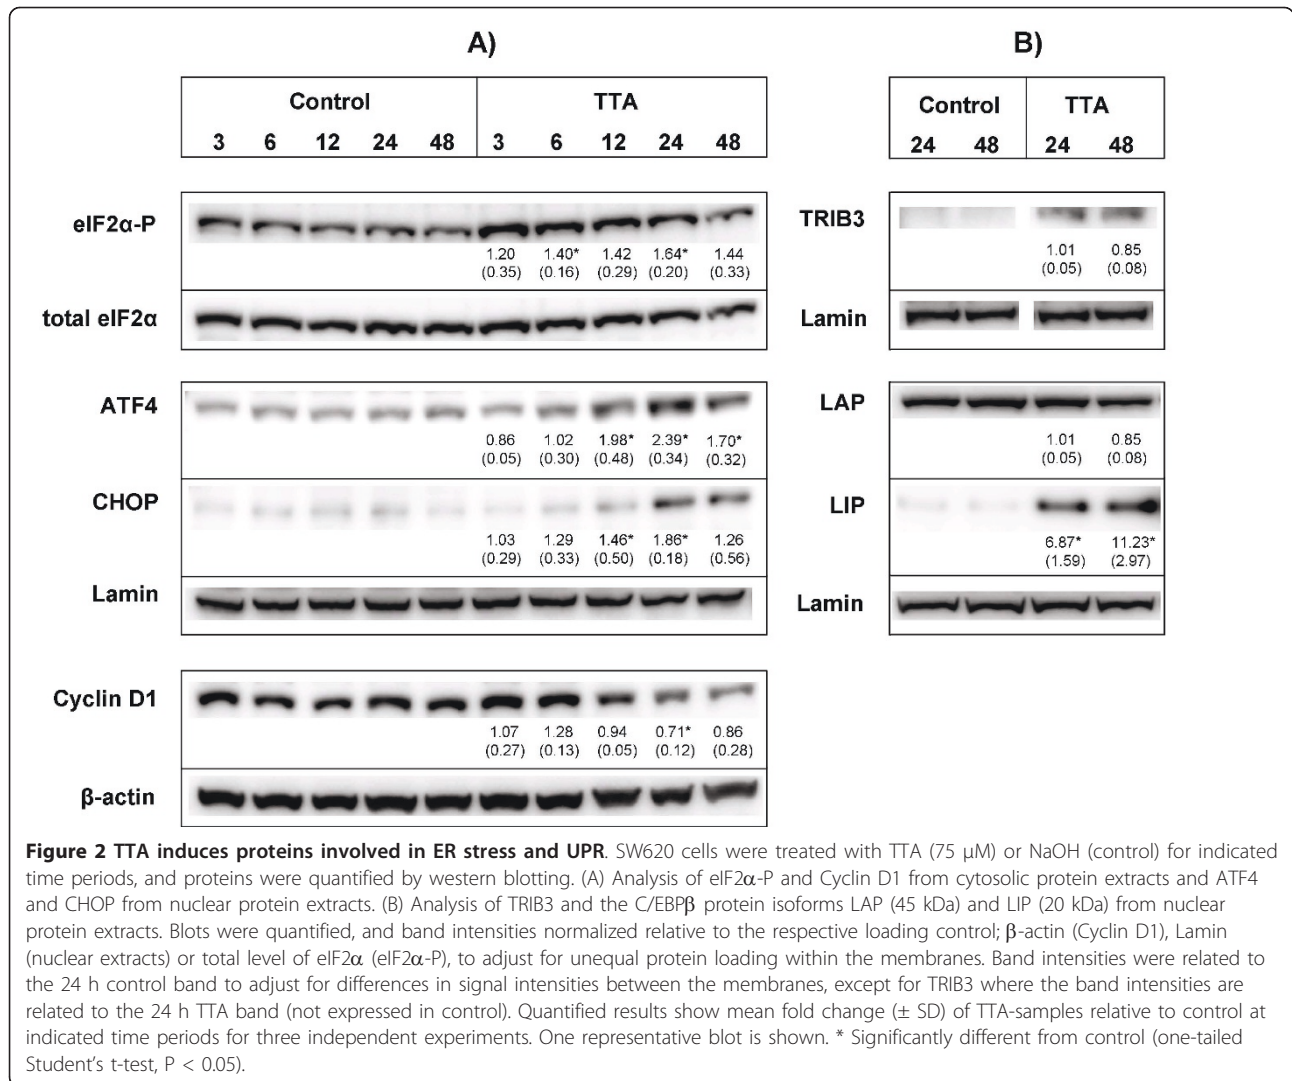 A)
Control TTA
3 6 12 24 48 3 6 12 24 48
eIF2α-P
1.20 1.40* 1.42 1.64* 1.44
(0.35) (0.16) (0.29) (0.20) (0.33)
total eIF2α
ATF4
0.86 1.02 1.98* 2.39* 1.70*
(0.05) (0.30) (0.48) (0.34) (0.32)
CHOP
1.03 1.29 1.46* 1.86* 1.26
(0.29) (0.33) (0.50) (0.18) (0.56)
Lamin
Cyclin D1
1.07 1.28 0.94 0.71* 0.86
(0.27) (0.13) (0.05) (0.12) (0.28)
β-actin
B)
Control TTA
24 48 24 48
TRIB3
1.01 0.85
(0.05) (0.08)
Lamin
LAP
1.01 0.85
(0.05) (0.08)
LIP
6.87* 11.23*
(1.59) (2.97)
Lamin
Figure 2 TTA induces proteins involved in ER stress and UPR. SW620 cells were treated with TTA (75 μM) or NaOH (control) for indicated
time periods, and proteins were quantified by western blotting. (A) Analysis of eIF2α-P and Cyclin D1 from cytosolic protein extracts and ATF4
and CHOP from nuclear protein extracts. (B) Analysis of TRIB3 and the C/EBPβ protein isoforms LAP (45 kDa) and LIP (20 kDa) from nuclear
protein extracts. Blots were quantified, and band intensities normalized relative to the respective loading control; β-actin (Cyclin D1), Lamin
(nuclear extracts) or total level of eIF2α (eIF2α-P), to adjust for unequal protein loading within the membranes. Band intensities were related to
the 24 h control band to adjust for differences in signal intensities between the membranes, except for TRIB3 where the band intensities are
related to the 24 h TTA band (not expressed in control). Quantified results show mean fold change (± SD) of TTA-samples relative to control at
indicated time periods for three independent experiments. One representative blot is shown. * Significantly different from control (one-tailed
Student's t-test, P < 0.05).